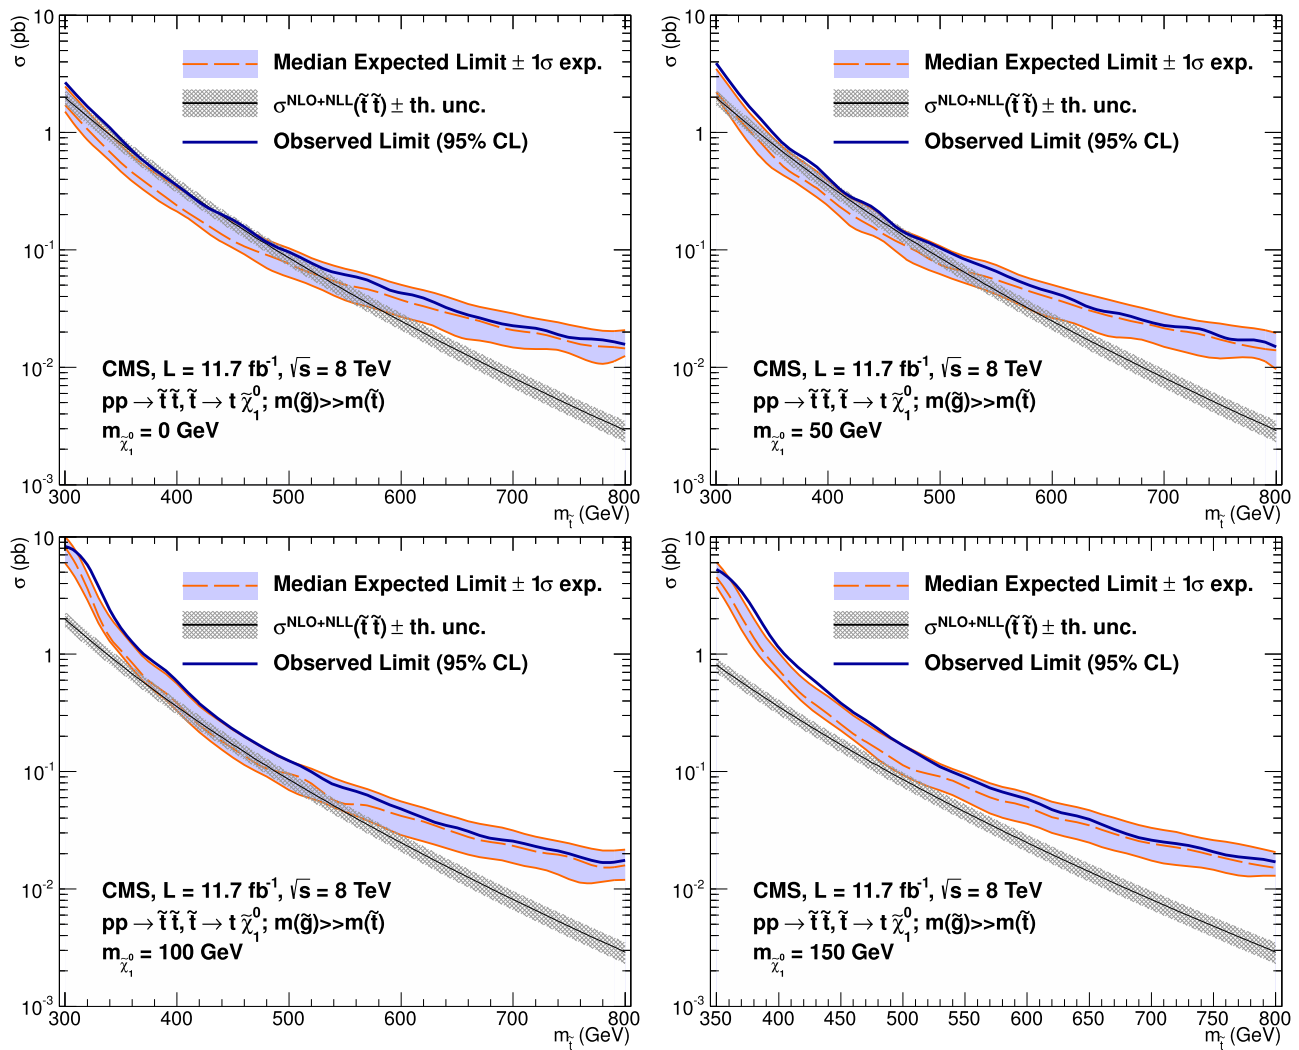 σ (pb)
10
1
10⁻¹
10⁻²
10⁻³
Median Expected Limit ± 1σ exp.
σ^NLO+NLL(t̃ t̃) ± th. unc.
Observed Limit (95% CL)
CMS, L = 11.7 fb⁻¹, √s = 8 TeV
pp → t̃ t̃, t̃ → t χ̃₁⁰; m(g̃)>>m(t̃)
m_χ̃₁⁰ = 0 GeV
300 400 500 600 700 800
m_t̃ (GeV)
σ (pb)
10
1
10⁻¹
10⁻²
10⁻³
Median Expected Limit ± 1σ exp.
σ^NLO+NLL(t̃ t̃) ± th. unc.
Observed Limit (95% CL)
CMS, L = 11.7 fb⁻¹, √s = 8 TeV
pp → t̃ t̃, t̃ → t χ̃₁⁰; m(g̃)>>m(t̃)
m_χ̃₁⁰ = 50 GeV
300 400 500 600 700 800
m_t̃ (GeV)
σ (pb)
10
1
10⁻¹
10⁻²
10⁻³
Median Expected Limit ± 1σ exp.
σ^NLO+NLL(t̃ t̃) ± th. unc.
Observed Limit (95% CL)
CMS, L = 11.7 fb⁻¹, √s = 8 TeV
pp → t̃ t̃, t̃ → t χ̃₁⁰; m(g̃)>>m(t̃)
m_χ̃₁⁰ = 100 GeV
300 400 500 600 700 800
m_t̃ (GeV)
σ (pb)
10
1
10⁻¹
10⁻²
10⁻³
Median Expected Limit ± 1σ exp.
σ^NLO+NLL(t̃ t̃) ± th. unc.
Observed Limit (95% CL)
CMS, L = 11.7 fb⁻¹, √s = 8 TeV
pp → t̃ t̃, t̃ → t χ̃₁⁰; m(g̃)>>m(t̃)
m_χ̃₁⁰ = 150 GeV
350 400 450 500 550 600 650 700 750 800
m_t̃ (GeV)